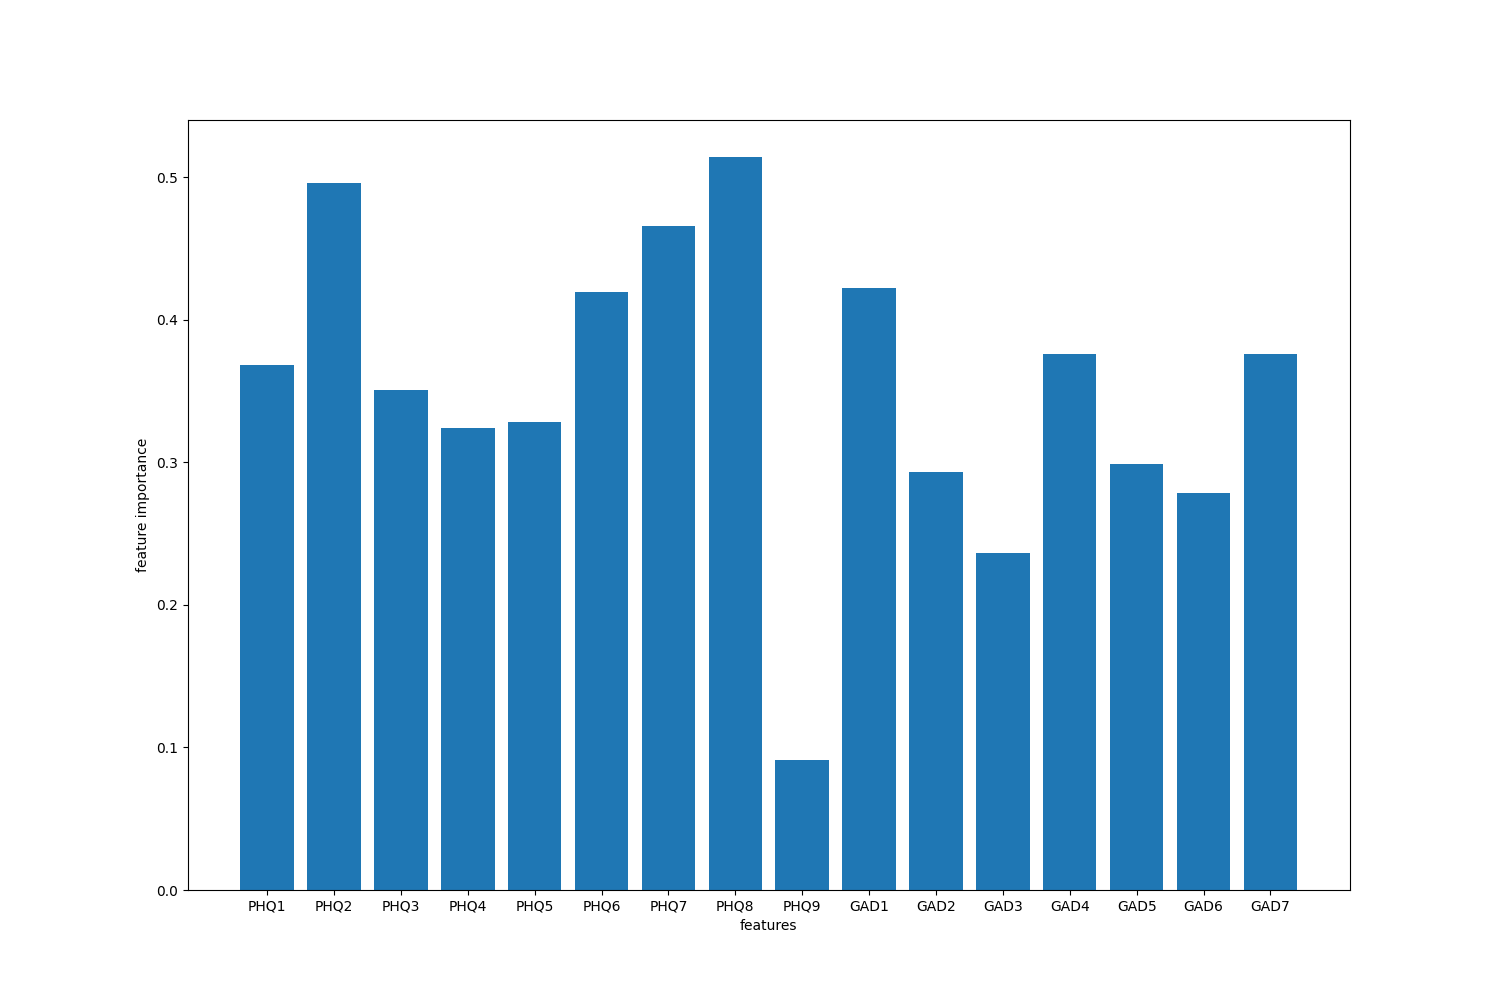 feature importance
0.5
0.4
0.3
0.2
0.1
0.0
PHQ1 PHQ2 PHQ3 PHQ4 PHQ5 PHQ6 PHQ7 PHQ8 PHQ9 GAD1 GAD2 GAD3 GAD4 GAD5 GAD6 GAD7
features